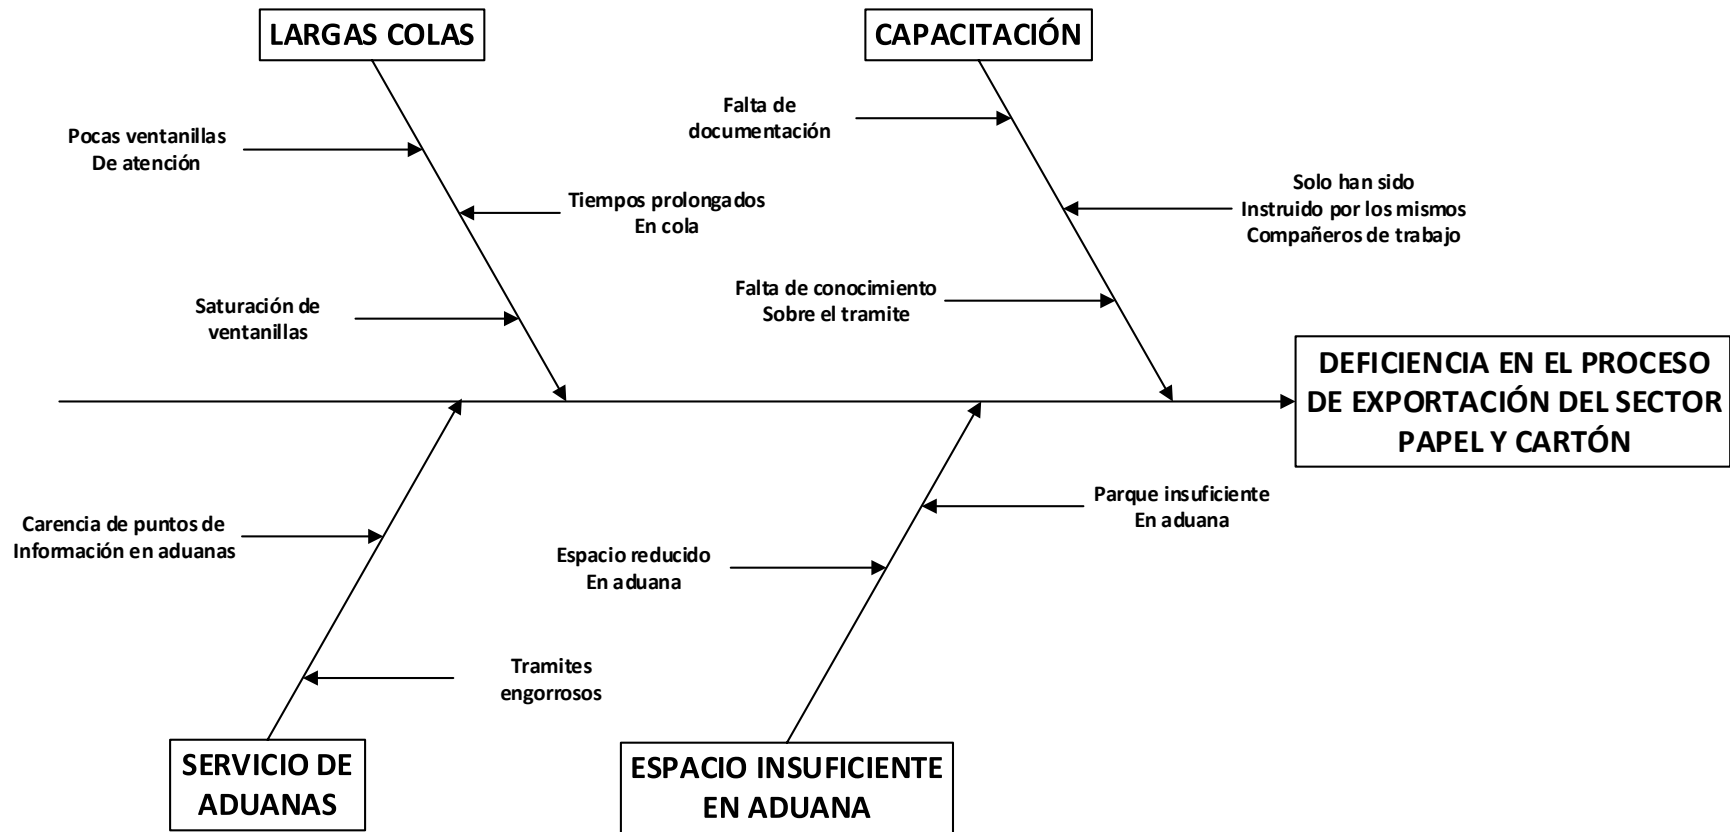 LARGAS COLAS
CAPACITACIÓN
Falta de
documentación
Pocas ventanillas
De atención
Tiempos prolongados
En cola
Solo han sido
Instruido por los mismos
Compañeros de trabajo
Saturación de
ventanillas
Falta de conocimiento
Sobre el tramite
DEFICIENCIA EN EL PROCESO
DE EXPORTACIÓN DEL SECTOR
PAPEL Y CARTÓN
Carencia de puntos de
Información en aduanas
Parque insuficiente
En aduana
Espacio reducido
En aduana
Tramites
engorrosos
SERVICIO DE
ADUANAS
ESPACIO INSUFICIENTE
EN ADUANA